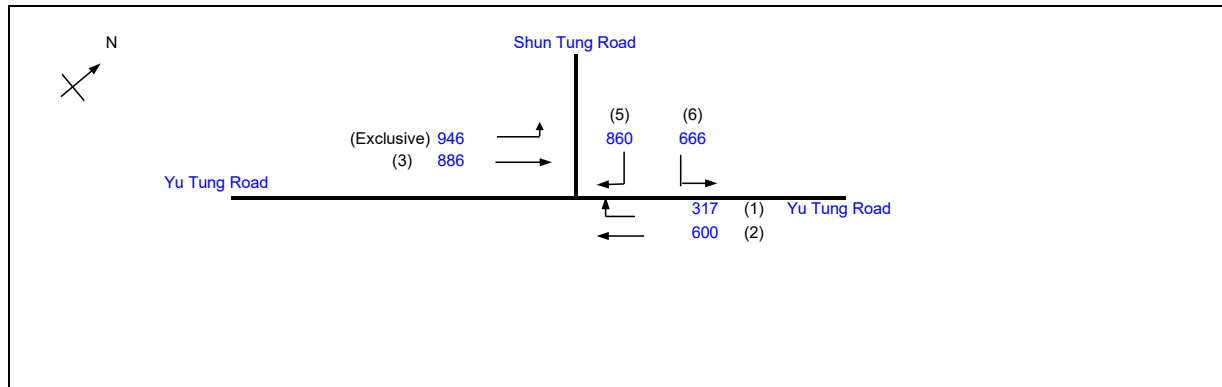 N
Shun Tung Road
(5) (6)
(Exclusive) 946 860 666
(3) 886
Yu Tung Road
317 (1) Yu Tung Road
600 (2)